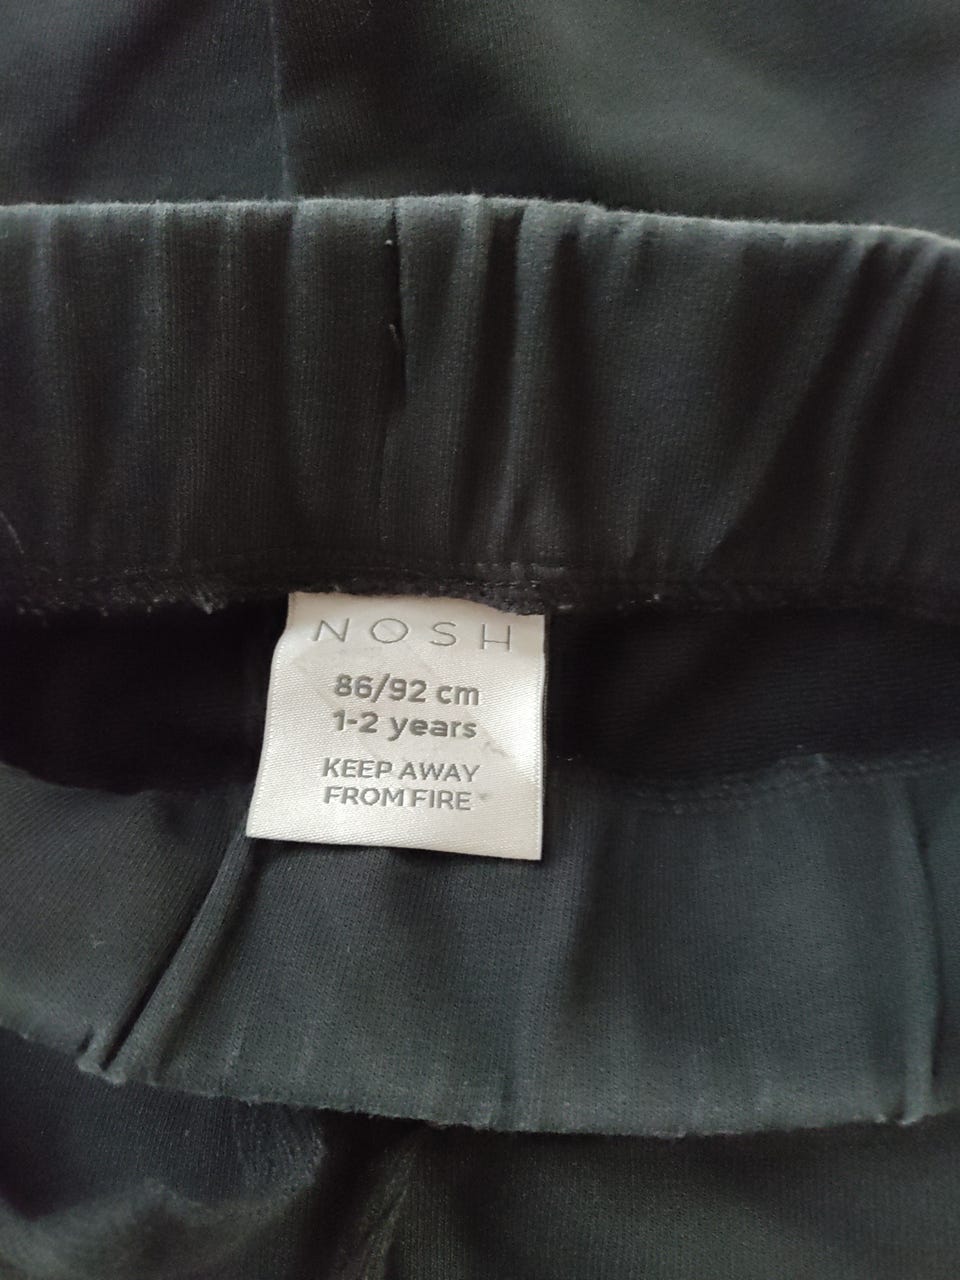 NOSH
86/92 cm
1-2 years
KEEP AWAY
FROM FIRE